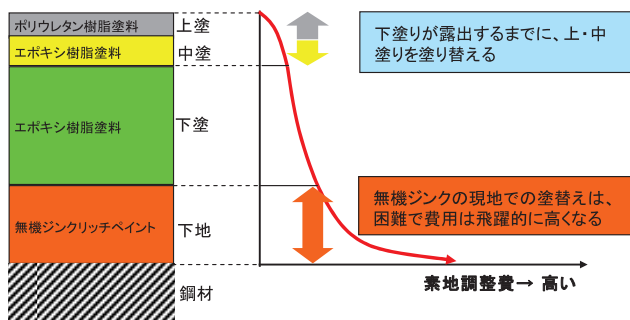 ポリウレタン樹脂塗料
上塗
エポキシ樹脂塗料
中塗
エポキシ樹脂塗料
下塗
無機ジンクリッチペイント
下地
鋼材
下塗りが露出するまでに、上・中
塗りを塗り替える
無機ジンクの現地での塗替えは、
困難で費用は飛躍的に高くなる
素地調整費→ 高い